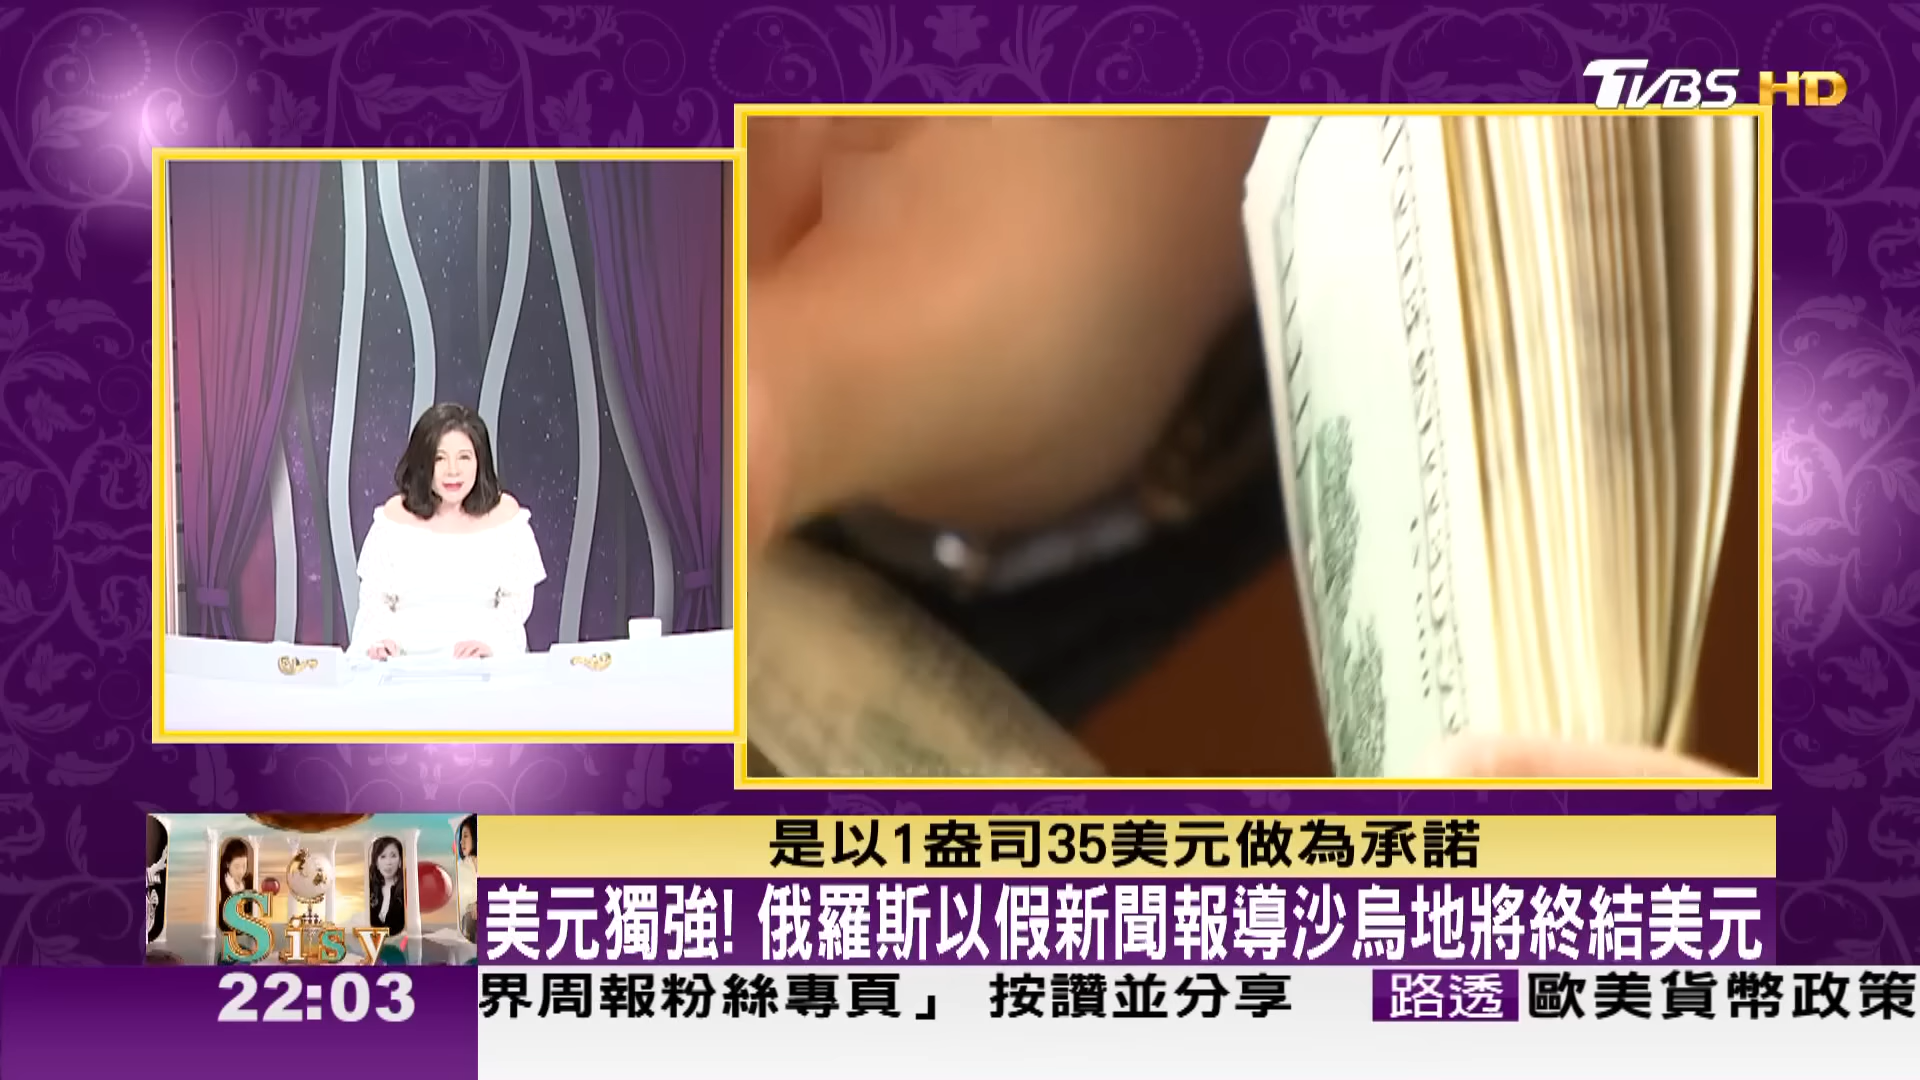 TVBS HD
是以1盎司35美元做為承諾
Sisy
美元獨強! 俄羅斯以假新聞報導沙烏地將終結美元
22:03
界周報粉絲專頁」 按讚並分享 路透 歐美貨幣政策